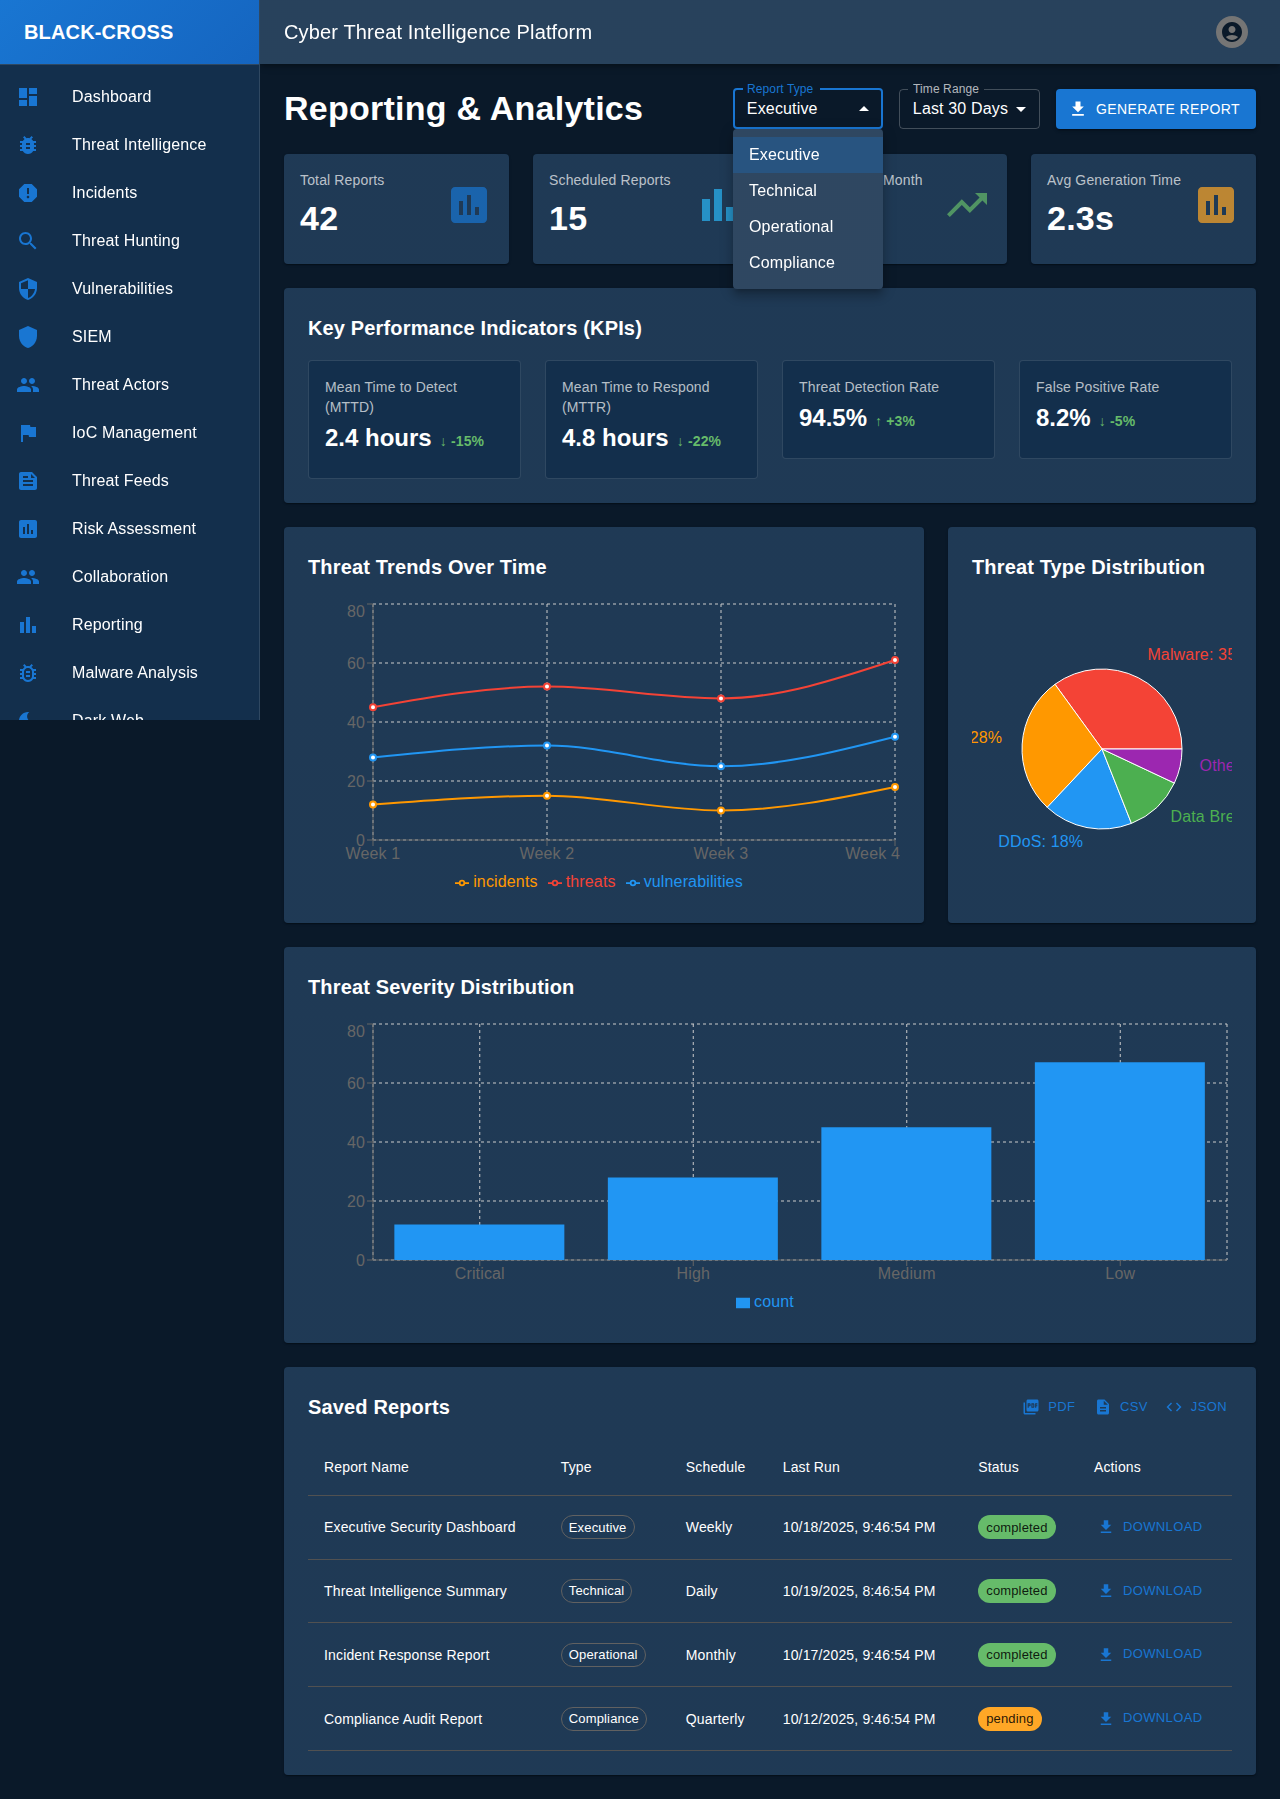 BLACK-CROSS
Cyber Threat Intelligence Platform
Dashboard
Threat Intelligence
Incidents
Threat Hunting
Vulnerabilities
SIEM
Threat Actors
IoC Management
Threat Feeds
Risk Assessment
Collaboration
Reporting
Malware Analysis
Dark Web
Reporting & Analytics
Report Type
Executive
Time Range
Last 30 Days
GENERATE REPORT
Executive
Technical
Operational
Compliance
Total Reports
42
Scheduled Reports
15
Month
Avg Generation Time
2.3s
Key Performance Indicators (KPIs)
Mean Time to Detect
(MTTD)
2.4 hours ↓ -15%
Mean Time to Respond
(MTTR)
4.8 hours ↓ -22%
Threat Detection Rate
94.5% ↑ +3%
False Positive Rate
8.2% ↓ -5%
Threat Trends Over Time
80
60
40
20
0
Week 1 Week 2 Week 3 Week 4
incidents threats vulnerabilities
Threat Type Distribution
Malware: 35
28%
Othe
Data Bre
DDoS: 18%
Threat Severity Distribution
80
60
40
20
0
Critical High Medium Low
count
Saved Reports
PDF CSV JSON
Report Name Type Schedule Last Run Status Actions
Executive Security Dashboard Executive Weekly 10/18/2025, 9:46:54 PM completed DOWNLOAD
Threat Intelligence Summary Technical Daily 10/19/2025, 8:46:54 PM completed DOWNLOAD
Incident Response Report Operational Monthly 10/17/2025, 9:46:54 PM completed DOWNLOAD
Compliance Audit Report Compliance Quarterly 10/12/2025, 9:46:54 PM pending DOWNLOAD